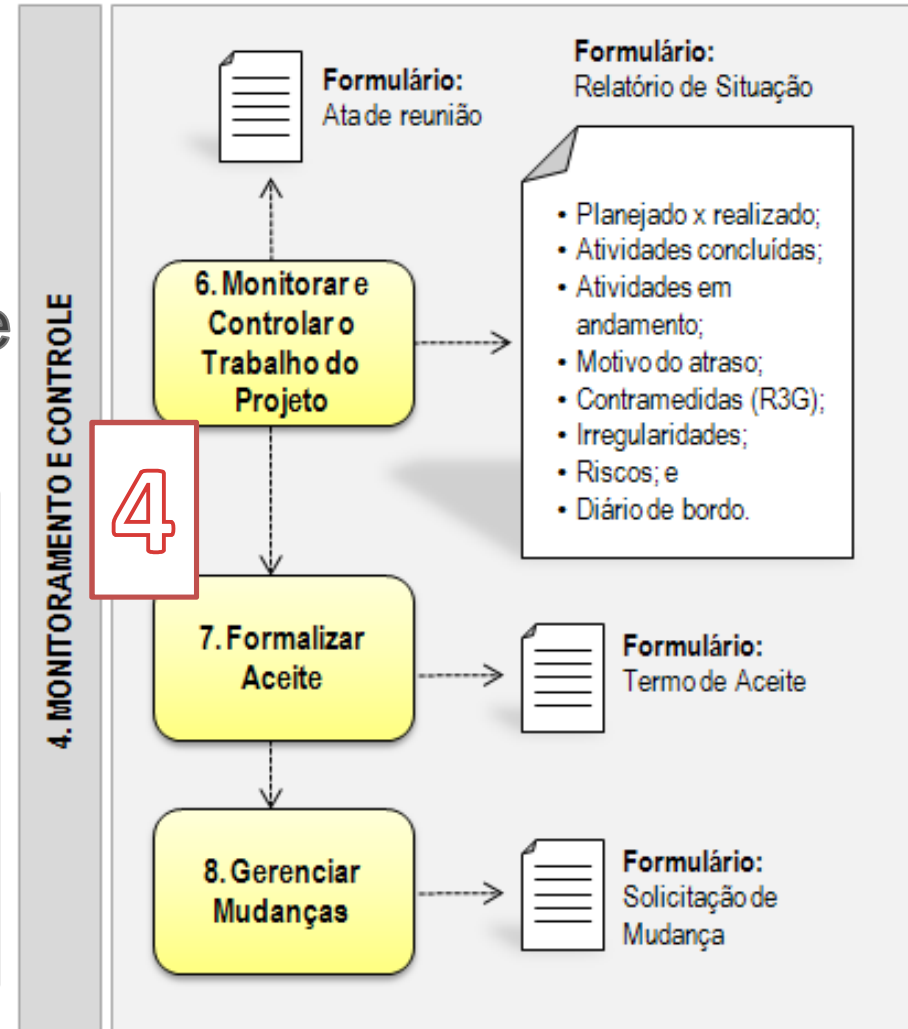 4. MONITORAMENTO E CONTROLE
e
4
Formulário:
Ata de reunião
Formulário:
Relatório de Situação
6. Monitorar e
Controlar o
Trabalho do
Projeto
• Planejado x realizado;
• Atividades concluídas;
• Atividades em
andamento;
• Motivo do atraso;
• Contramedidas (R3G);
• Irregularidades;
• Riscos; e
• Diário de bordo.
7. Formalizar
Aceite
Formulário:
Termo de Aceite
8. Gerenciar
Mudanças
Formulário:
Solicitação de
Mudança